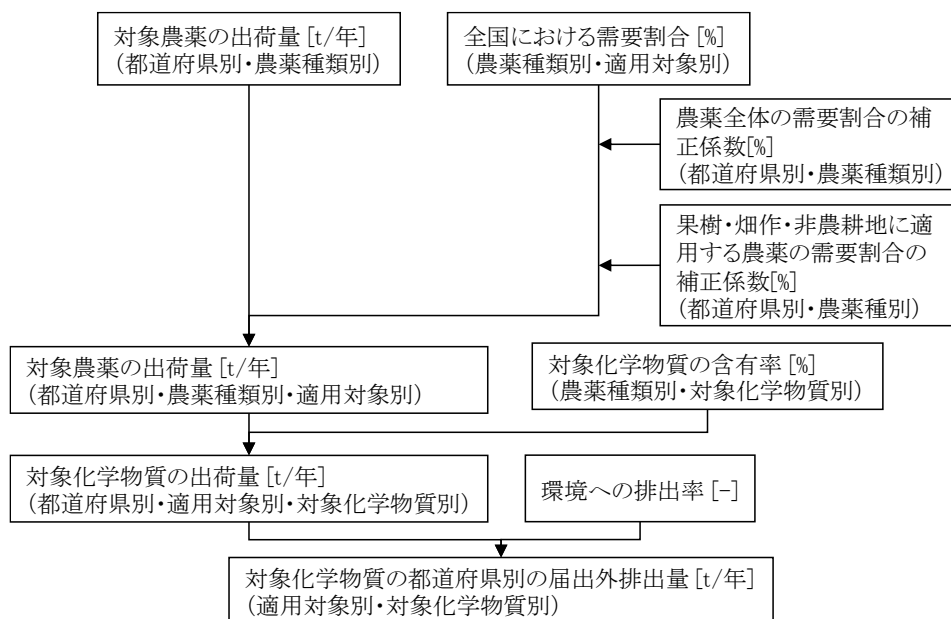 対象農薬の出荷量[t/年]
(都道府県別・農薬種類別)
全国における需要割合[%]
(農薬種類別・適用対象別)
農薬全体の需要割合の補
正係数[%]
(都道府県別・農薬種類別)
果樹・畑作・非農耕地に適
用する農薬の需要割合の
補正係数[%]
(都道府県別・農薬種別)
対象農薬の出荷量[t/年]
(都道府県別・農薬種類別・適用対象別)
対象化学物質の含有率[%]
(農薬種類別・対象化学物質別)
対象化学物質の出荷量[t/年]
(都道府県別・適用対象別・対象化学物質別)
環境への排出率[-]
対象化学物質の都道府県別の届出外排出量[t/年]
(適用対象別・対象化学物質別)